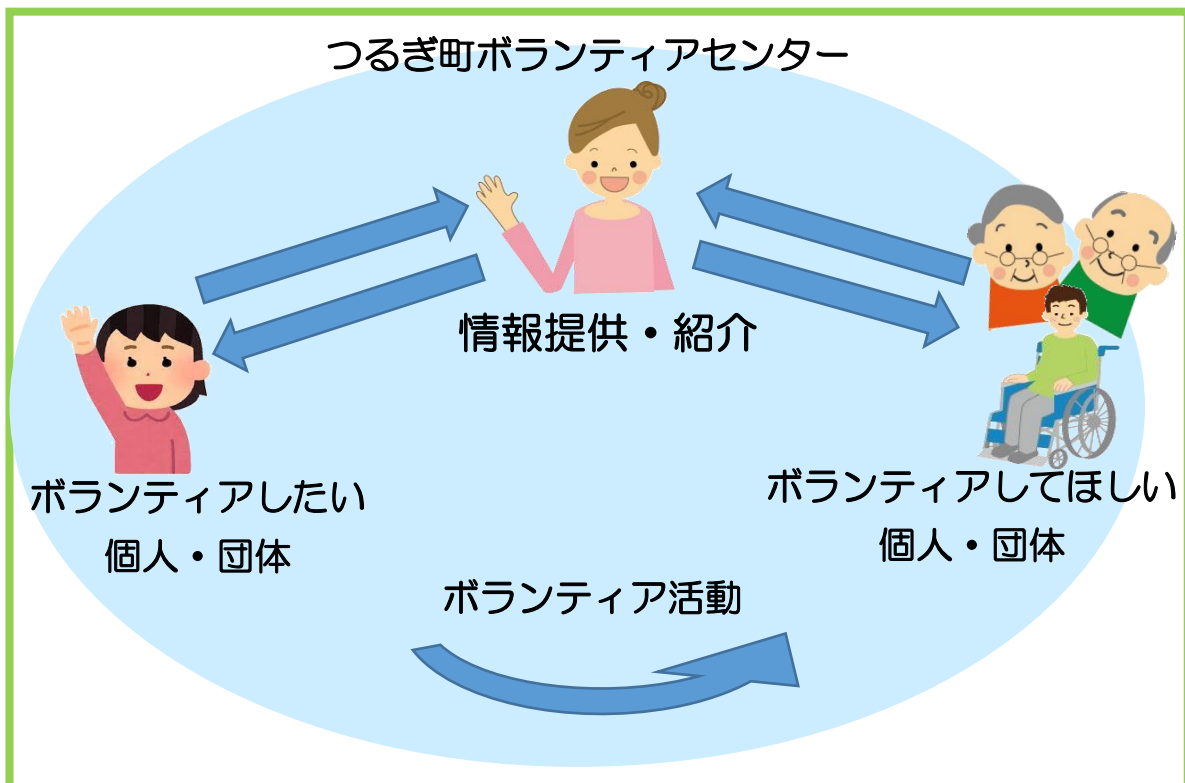 つるぎ町ボランティアセンター
情報提供・紹介
ボランティアしたい
個人・団体
ボランティアしてほしい
個人・団体
ボランティア活動